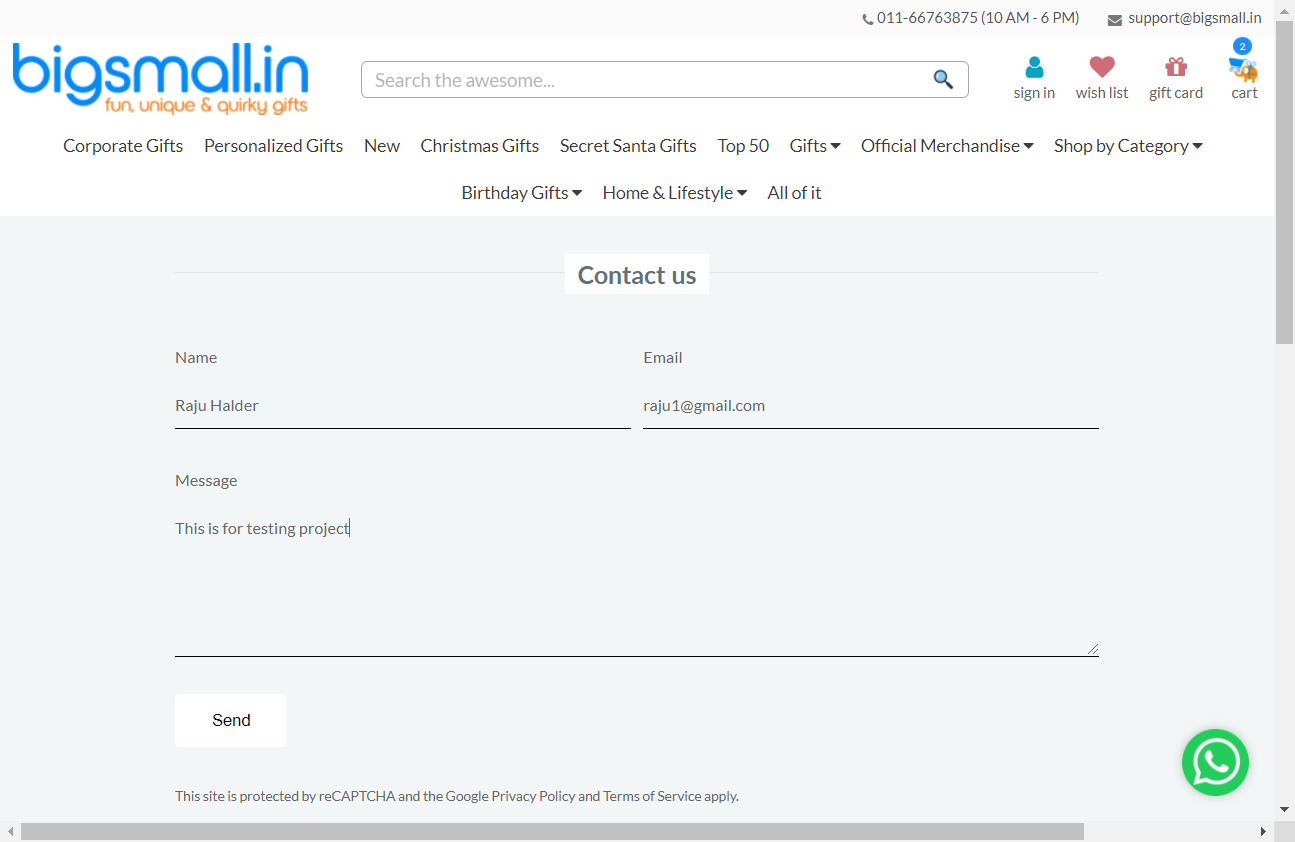 011-66763875 (10 AM - 6 PM) support@bigsmall.in
bigsmall.in
fun, unique & quirky gifts
Search the awesome...
2
sign in wish list gift card cart
Corporate Gifts Personalized Gifts New Christmas Gifts Secret Santa Gifts Top 50 Gifts Official Merchandise Shop by Category
Birthday Gifts Home & Lifestyle All of it
Contact us
Name Email
Raju Halder raju1@gmail.com
Message
This is for testing project
Send
This site is protected by reCAPTCHA and the Google Privacy Policy and Terms of Service apply.